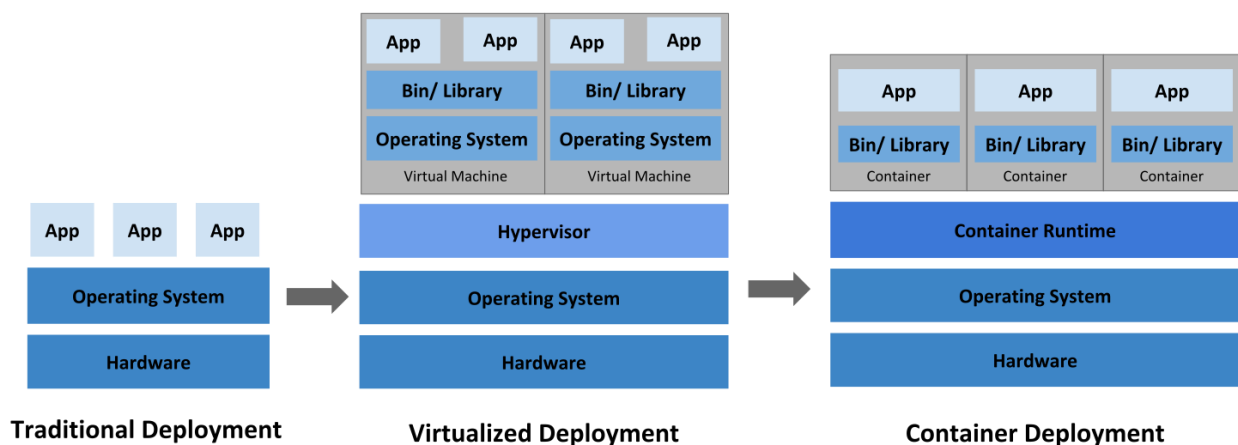 App App App
Operating System
Hardware
Traditional Deployment
App App App App
Bin/ Library Bin/ Library
Operating System Operating System
Virtual Machine Virtual Machine
Hypervisor
Operating System
Hardware
Virtualized Deployment
App App App
Bin/ Library Bin/ Library Bin/ Library
Container Container Container
Container Runtime
Operating System
Hardware
Container Deployment